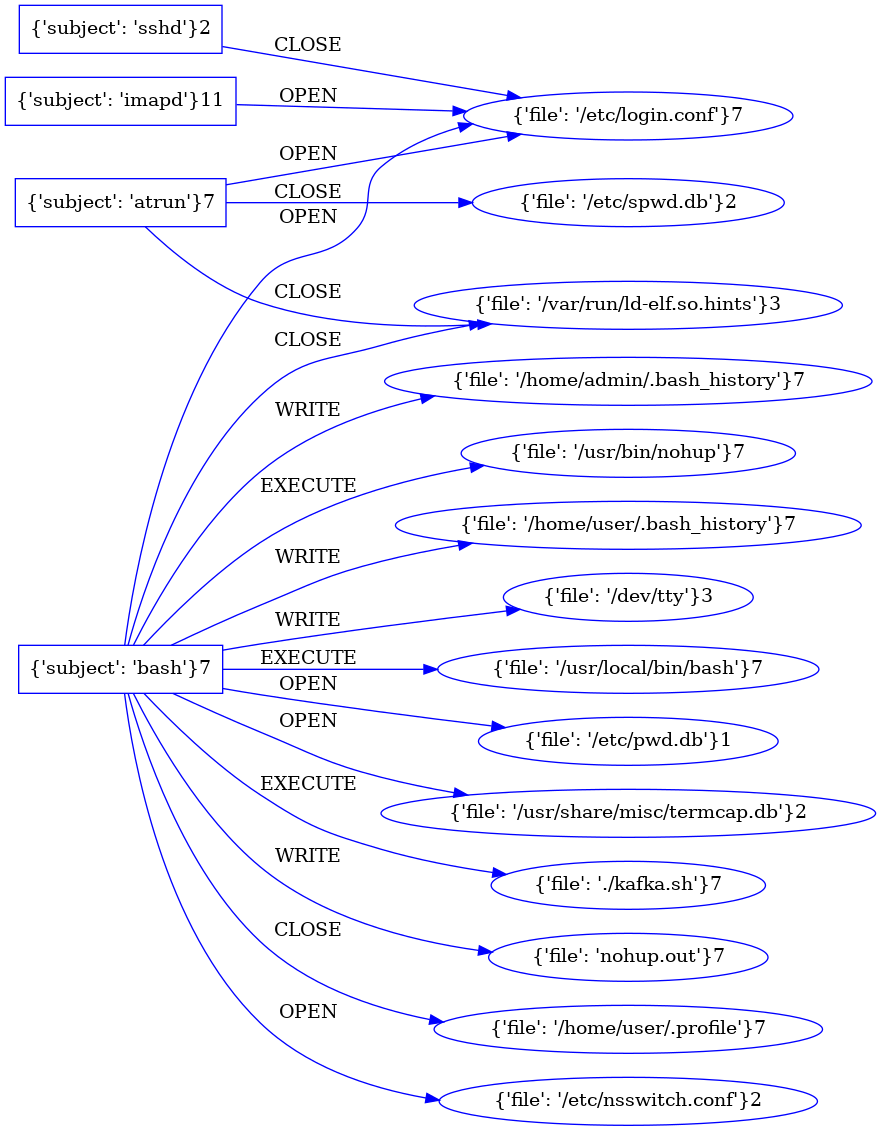 {'subject': 'sshd'}2
CLOSE
{'subject': 'imapd'}11
OPEN
{'file': '/etc/login.conf'}7
OPEN
{'subject': 'atrun'}7
CLOSE
{'file': '/etc/spwd.db'}2
OPEN
CLOSE
{'file': '/var/run/ld-elf.so.hints'}3
CLOSE
{'file': '/home/admin/.bash_history'}7
WRITE
{'file': '/usr/bin/nohup'}7
EXECUTE
{'file': '/home/user/.bash_history'}7
WRITE
{'file': '/dev/tty'}3
WRITE
EXECUTE
{'subject': 'bash'}7
{'file': '/usr/local/bin/bash'}7
OPEN
OPEN
{'file': '/etc/pwd.db'}1
EXECUTE
{'file': '/usr/share/misc/termcap.db'}2
WRITE
{'file': './kafka.sh'}7
CLOSE
{'file': 'nohup.out'}7
OPEN
{'file': '/home/user/.profile'}7
{'file': '/etc/nsswitch.conf'}2